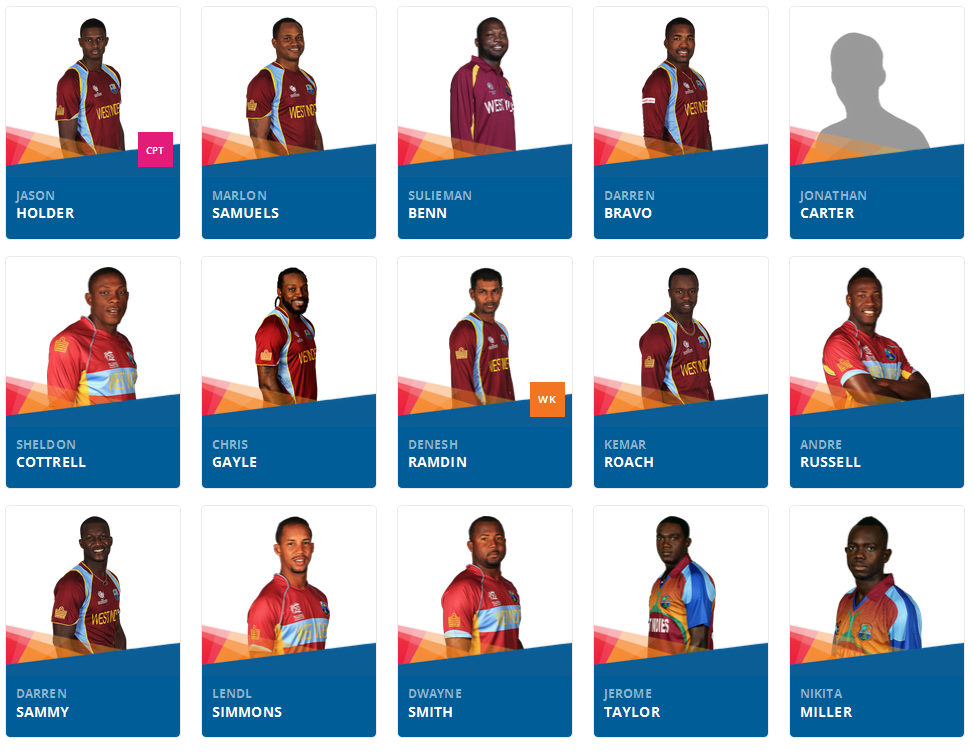 CPT
JASON
HOLDER
MARLON
SAMUELS
SULIEMAN
BENN
DARREN
BRAVO
JONATHAN
CARTER
SHELDON
COTTRELL
CHRIS
GAYLE
WK
DENESH
RAMDIN
KEMAR
ROACH
ANDRE
RUSSELL
DARREN
SAMMY
LENDL
SIMMONS
DWAYNE
SMITH
JEROME
TAYLOR
NIKITA
MILLER